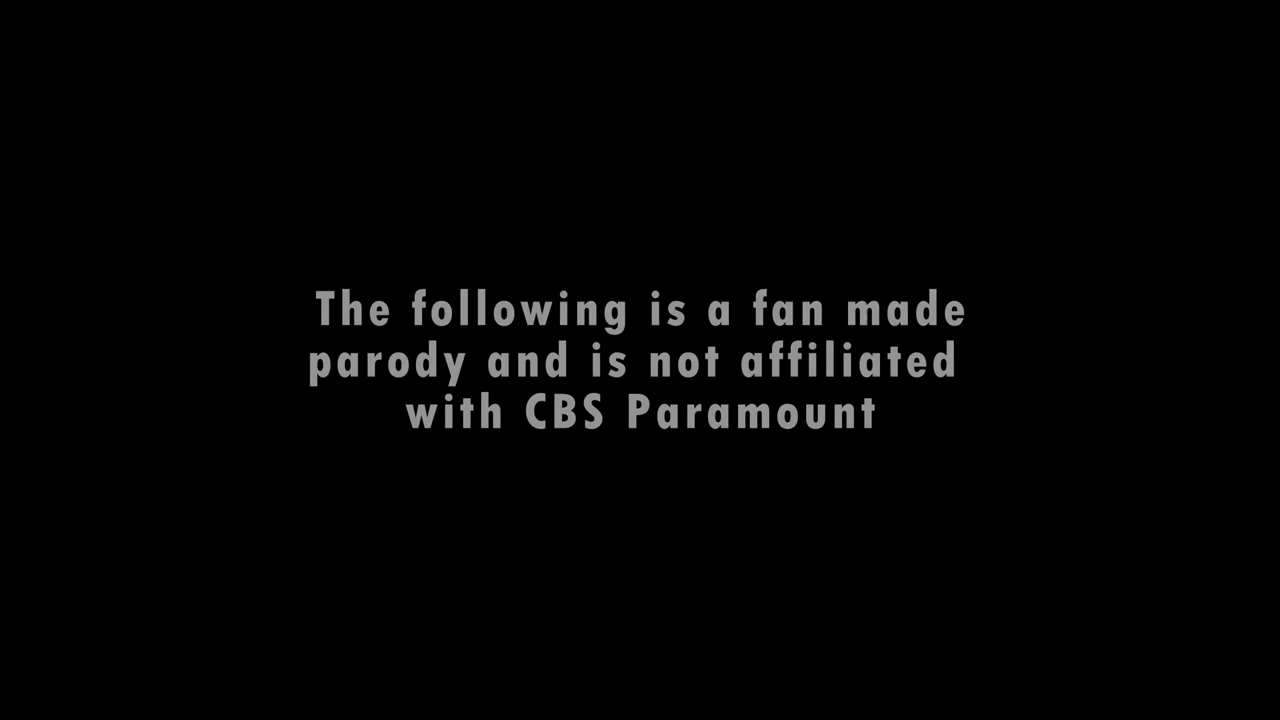 The following is a fan made
parody and is not affiliated
with CBS Paramount